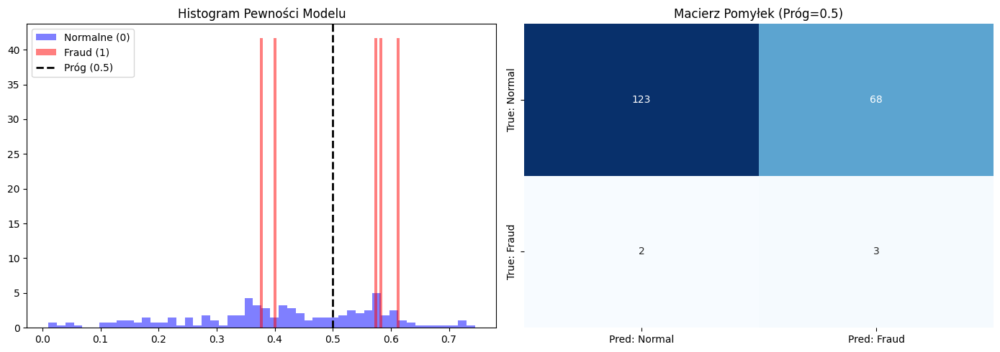 Histogram Pewności Modelu
Normalne (0)
Fraud (1)
Próg (0.5)
40
35
30
25
20
15
10
5
0
0.0 0.1 0.2 0.3 0.4 0.5 0.6 0.7
Macierz Pomyłek (Próg=0.5)
True: Normal
123 68
True: Fraud
2 3
Pred: Normal Pred: Fraud